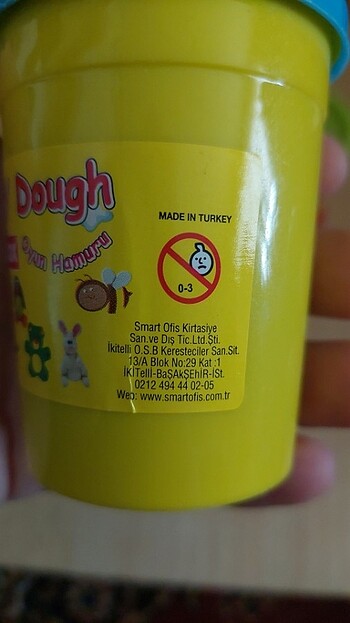 Dough
Oyun Hamuru
MADE IN TURKEY
0-3
Smart Ofis Kirtasiye
San.ve Dış Tic.Ltd.Şti.
İkitelli O.S.B Keresteciler San.Sit.
13/A Blok No:29 Kat :1
İKİTellİ-BaŞAkŞEhİR-İSt.
0212 494 44 02-05
Web: www.smartofis.com.tr